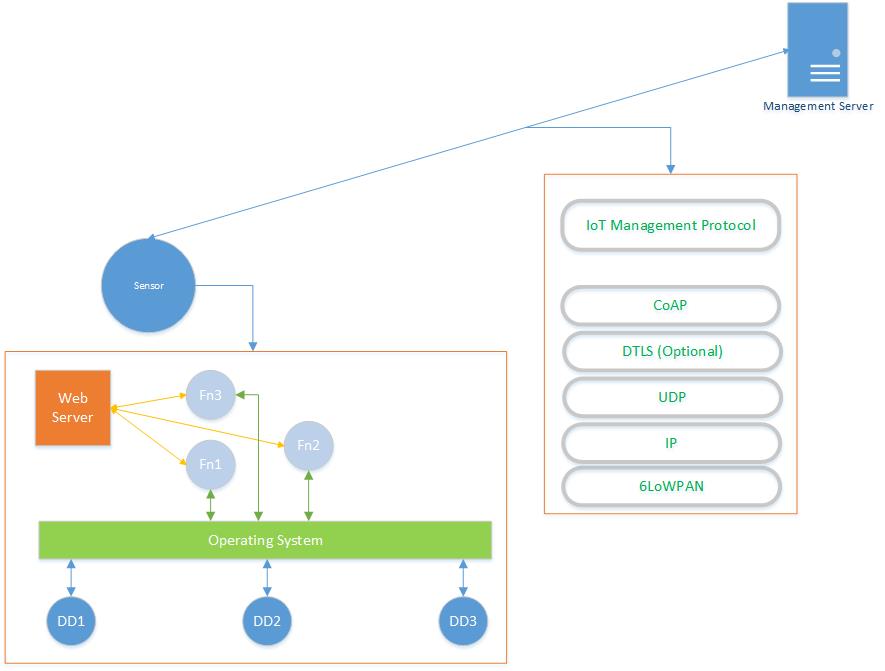 Management Server
IoT Management Protocol
Sensor
CoAP
DTLS (Optional)
UDP
IP
6LoWPAN
Web
Server
Fn3
Fn2
Fn1
Operating System
DD1
DD2
DD3